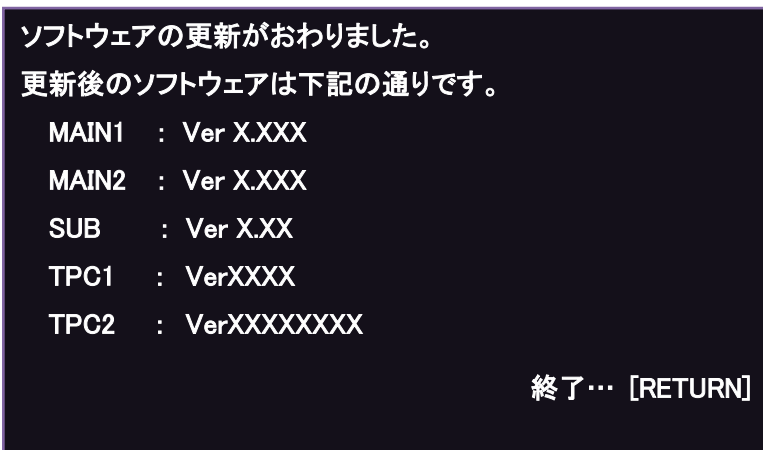 ソフトウェアの更新がおわりました。
更新後のソフトウェアは下記の通りです。
MAIN1 : Ver X.XXX
MAIN2 : Ver X.XXX
SUB : Ver X.XX
TPC1 : VerXXXX
TPC2 : VerXXXXXXXX
終了… [RETURN]